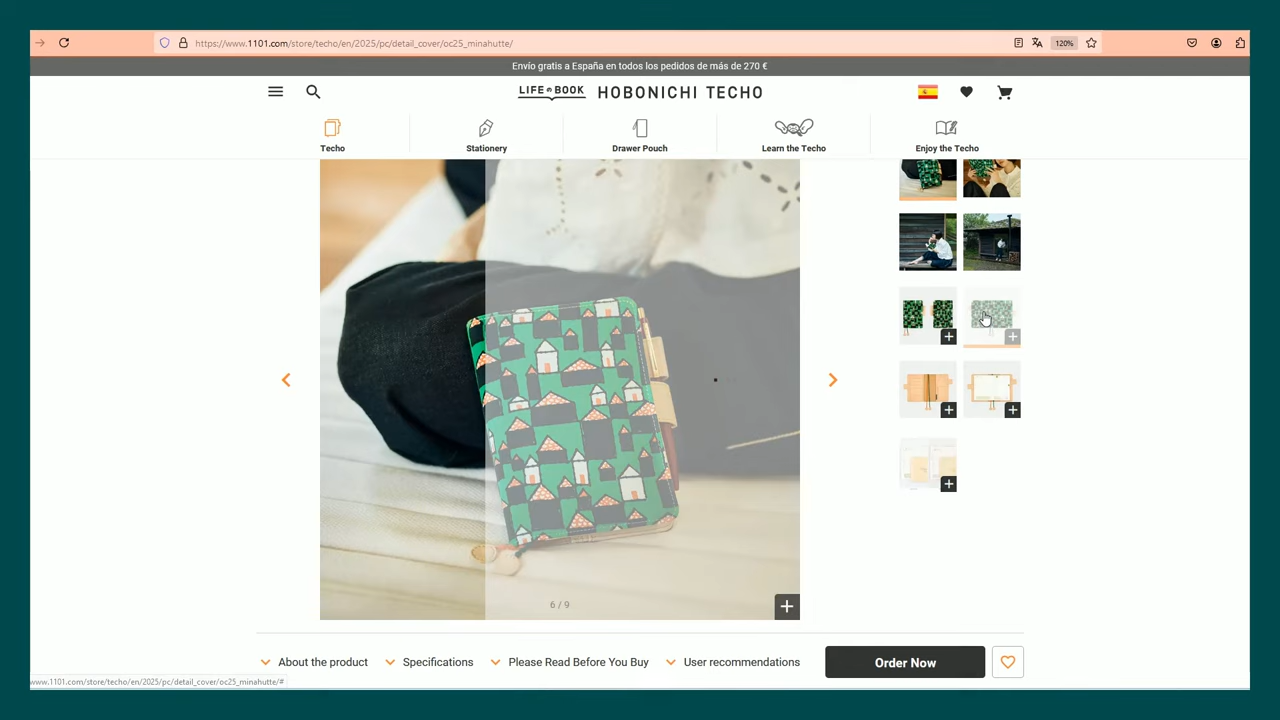 https://www.1101.com/store/techo/en/2025/pc/detail_cover/oc25_minahutte/
120%
Envío gratis a España en todos los pedidos de más de 270 €
LIFE BOOK HOBONICHI TECHO
Techo
Stationery
Drawer Pouch
Learn the Techo
Enjoy the Techo
6 / 9
About the product
Specifications
Please Read Before You Buy
User recommendations
Order Now
www.1101.com/store/techo/en/2025/pc/detail_cover/oc25_minahutte/#